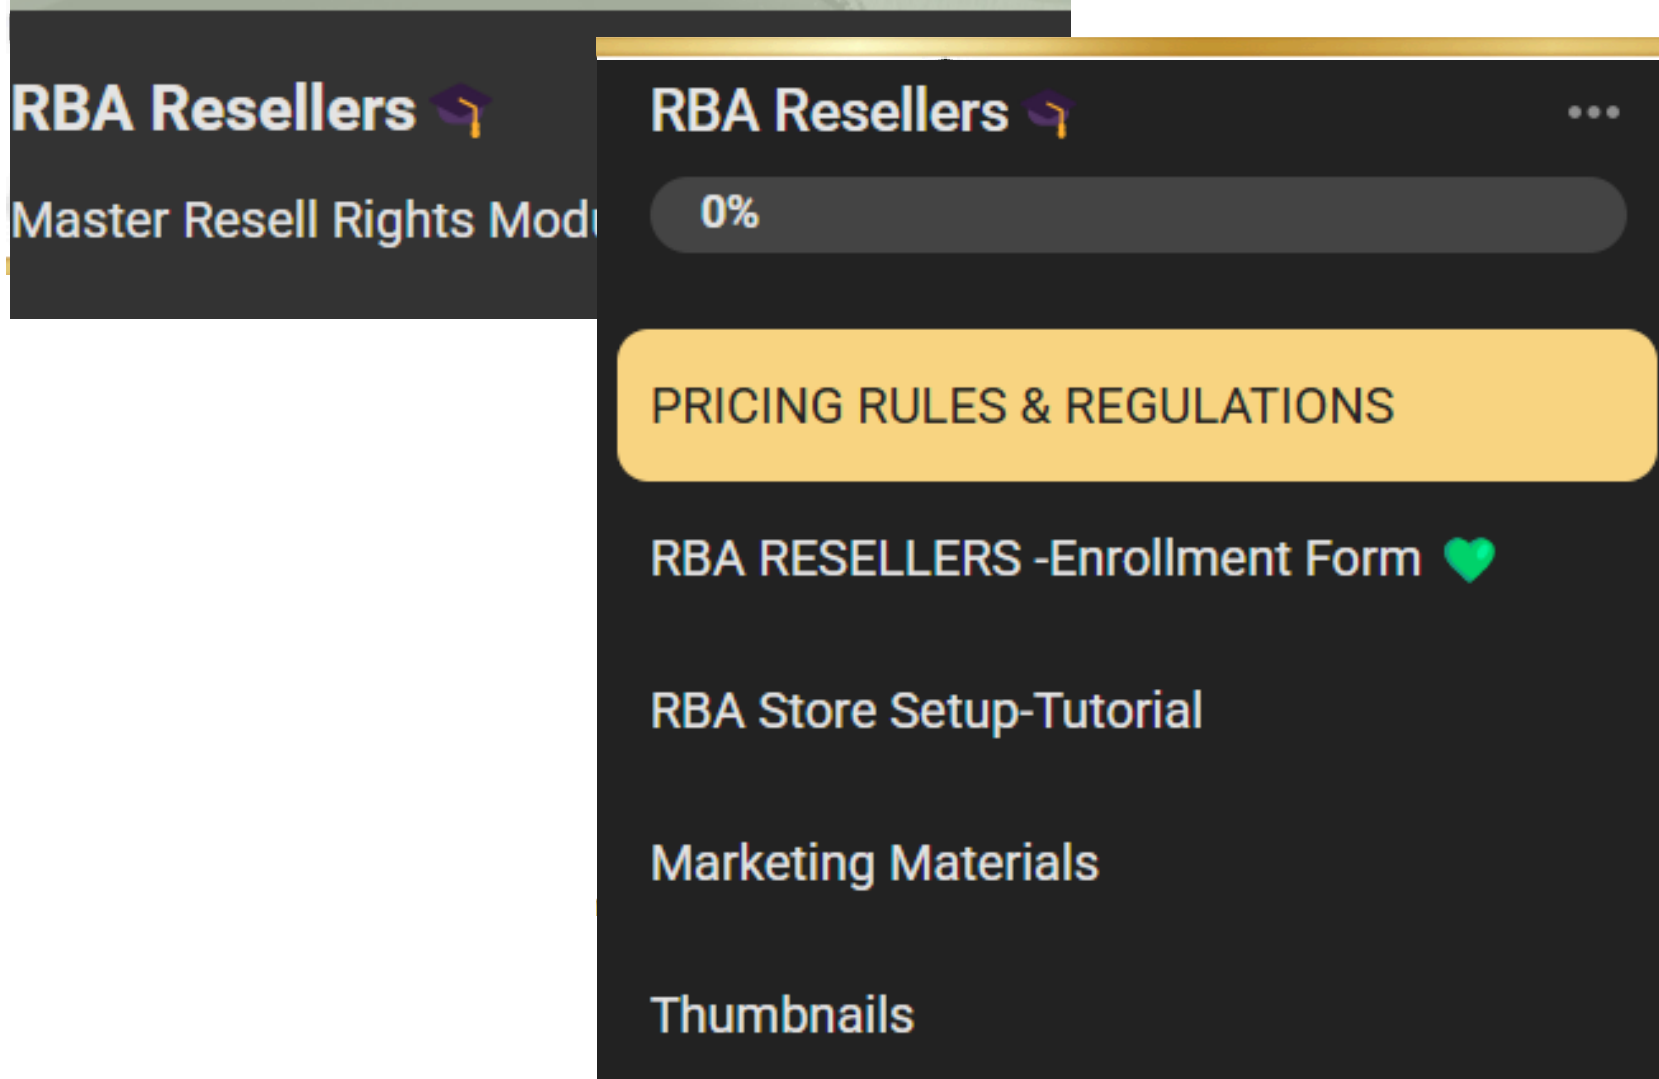 RBA Resellers 🎓
Master Resell Rights
RBA Resellers 🎓
0%
PRICING RULES & REGULATIONS
RBA RESELLERS -Enrollment Form 💚
RBA Store Setup-Tutorial
Marketing Materials
Thumbnails